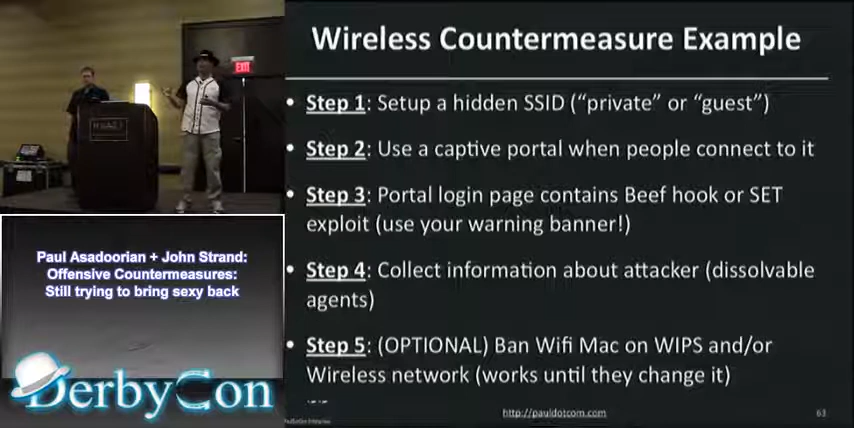 EXIT
HYATT
Paul Asadoorian + John Strand:
Offensive Countermeasures:
Still trying to bring sexy back
DerbyCon
Wireless Countermeasure Example
• Step 1: Setup a hidden SSID (“private” or “guest”)
• Step 2: Use a captive portal when people connect to it
• Step 3: Portal login page contains Beef hook or SET
exploit (use your warning banner!)
• Step 4: Collect information about attacker (dissolvable
agents)
• Step 5: (OPTIONAL) Ban Wifi Mac on WIPS and/or
Wireless network (works until they change it)
http://pauldotcom.com
63